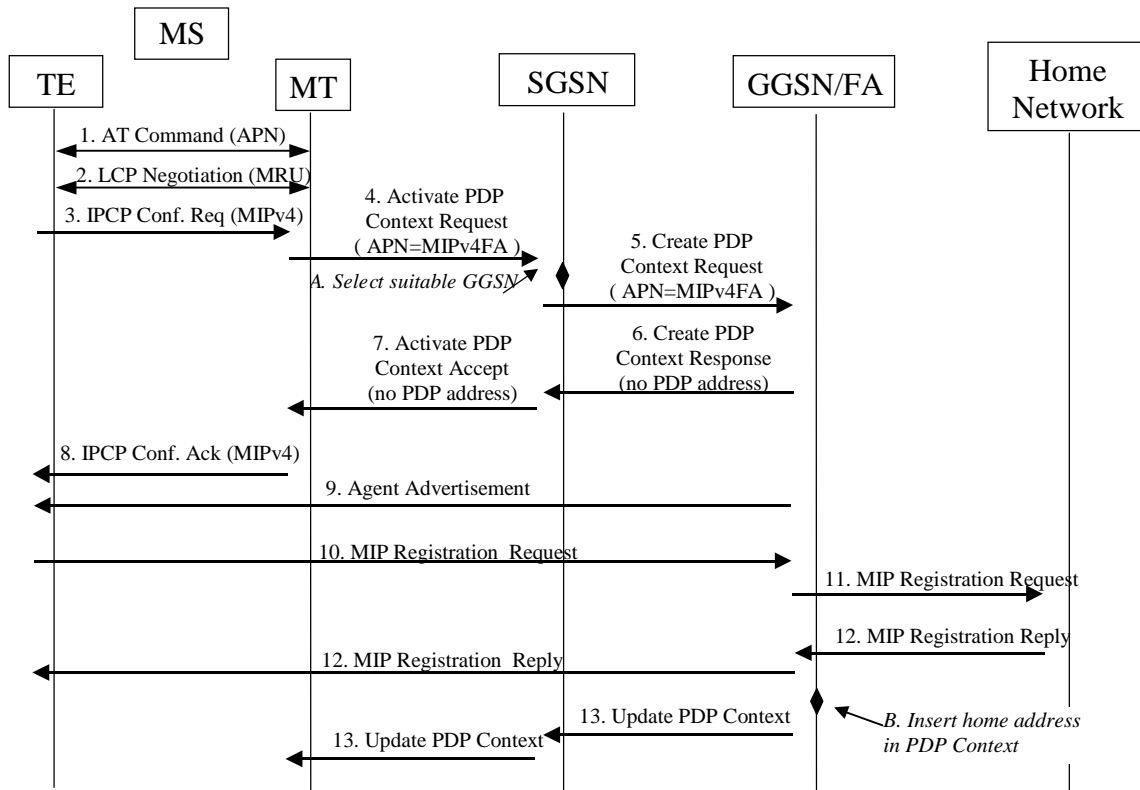 MS
TE
MT
SGSN
GGSN/FA
Home
Network
1. AT Command (APN)
2. LCP Negotiation (MRU)
3. IPCP Conf. Req (MIPv4)
4. Activate PDP
Context Request
( APN=MIPv4FA )
A. Select suitable GGSN
5. Create PDP
Context Request
( APN=MIPv4FA )
6. Create PDP
Context Response
(no PDP address)
7. Activate PDP
Context Accept
(no PDP address)
8. IPCP Conf. Ack (MIPv4)
9. Agent Advertisement
10. MIP Registration Request
11. MIP Registration Request
12. MIP Registration Reply
12. MIP Registration Reply
13. Update PDP Context
B. Insert home address
in PDP Context
13. Update PDP Context